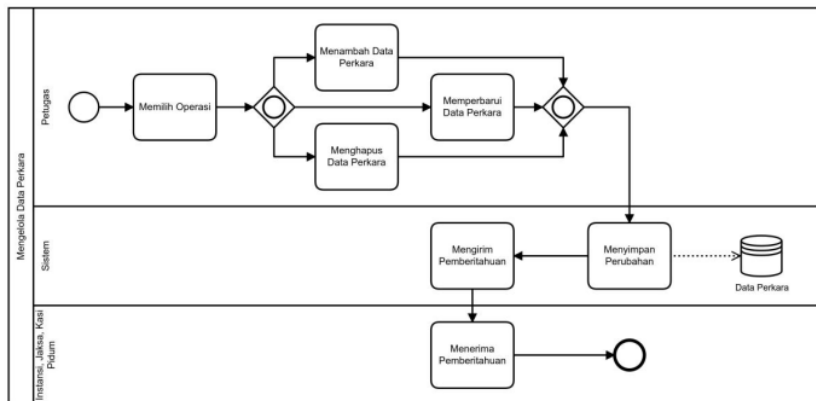 Mengelola Data Perkara
Petugas
Memilih Operasi
Menambah Data
Perkara
Memperbarui
Data Perkara
Menghapus
Data Perkara
Sistem
Mengirim
Pemberitahuan
Menyimpan
Perubahan
Data Perkara
Instansi, Jaksa, Kasi
Pidum
Menerima
Pemberitahuan